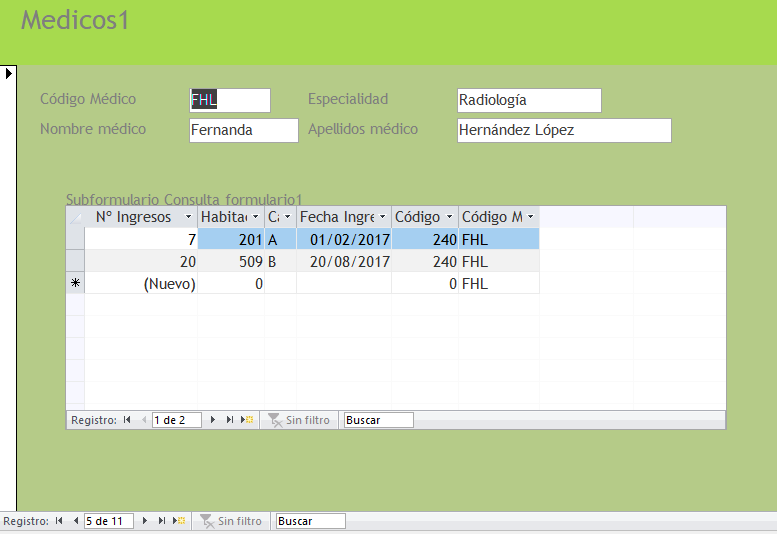 Medicos1
Código Médico FHL Especialidad Radiología
Nombre médico Fernanda Apellidos médico Hernández López
Subformulario Consulta formulario1
Nº Ingresos Habitac Ca Fecha Ingre Código Código M
7 201 A 01/02/2017 240 FHL
20 509 B 20/08/2017 240 FHL
(Nuevo) 0 0 FHL
Registro: 1 de 2 Sin filtro Buscar
Registro: 5 de 11 Sin filtro Buscar